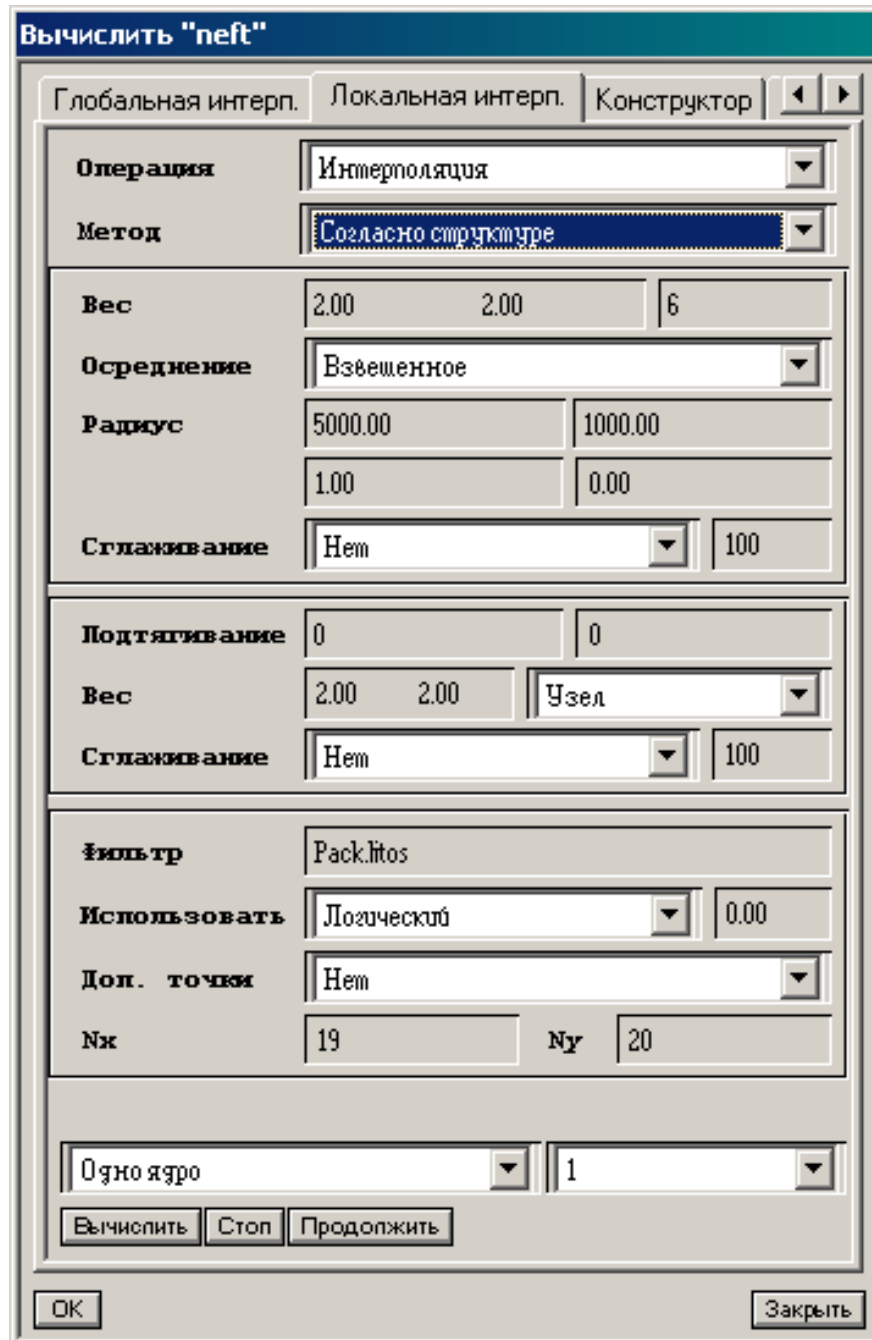 Вычислить "neft"
Глобальная интерп. Локальная интерп. Конструктор
Операция Интерполяция
Метод Согласно структуре
Вес 2.00 2.00 6
Осреднение Взвешенное
Радиус 5000.00 1000.00
1.00 0.00
Сглаживание Нет 100
Подтягивание 0 0
Вес 2.00 2.00 Узел
Сглаживание Нет 100
Фильтр Pack.litos
Использовать Логический 0.00
Доп. точки Нет
Nx 19 Ny 20
Одно ядро 1
Вычислить Стоп Продолжить
OK Закрыть